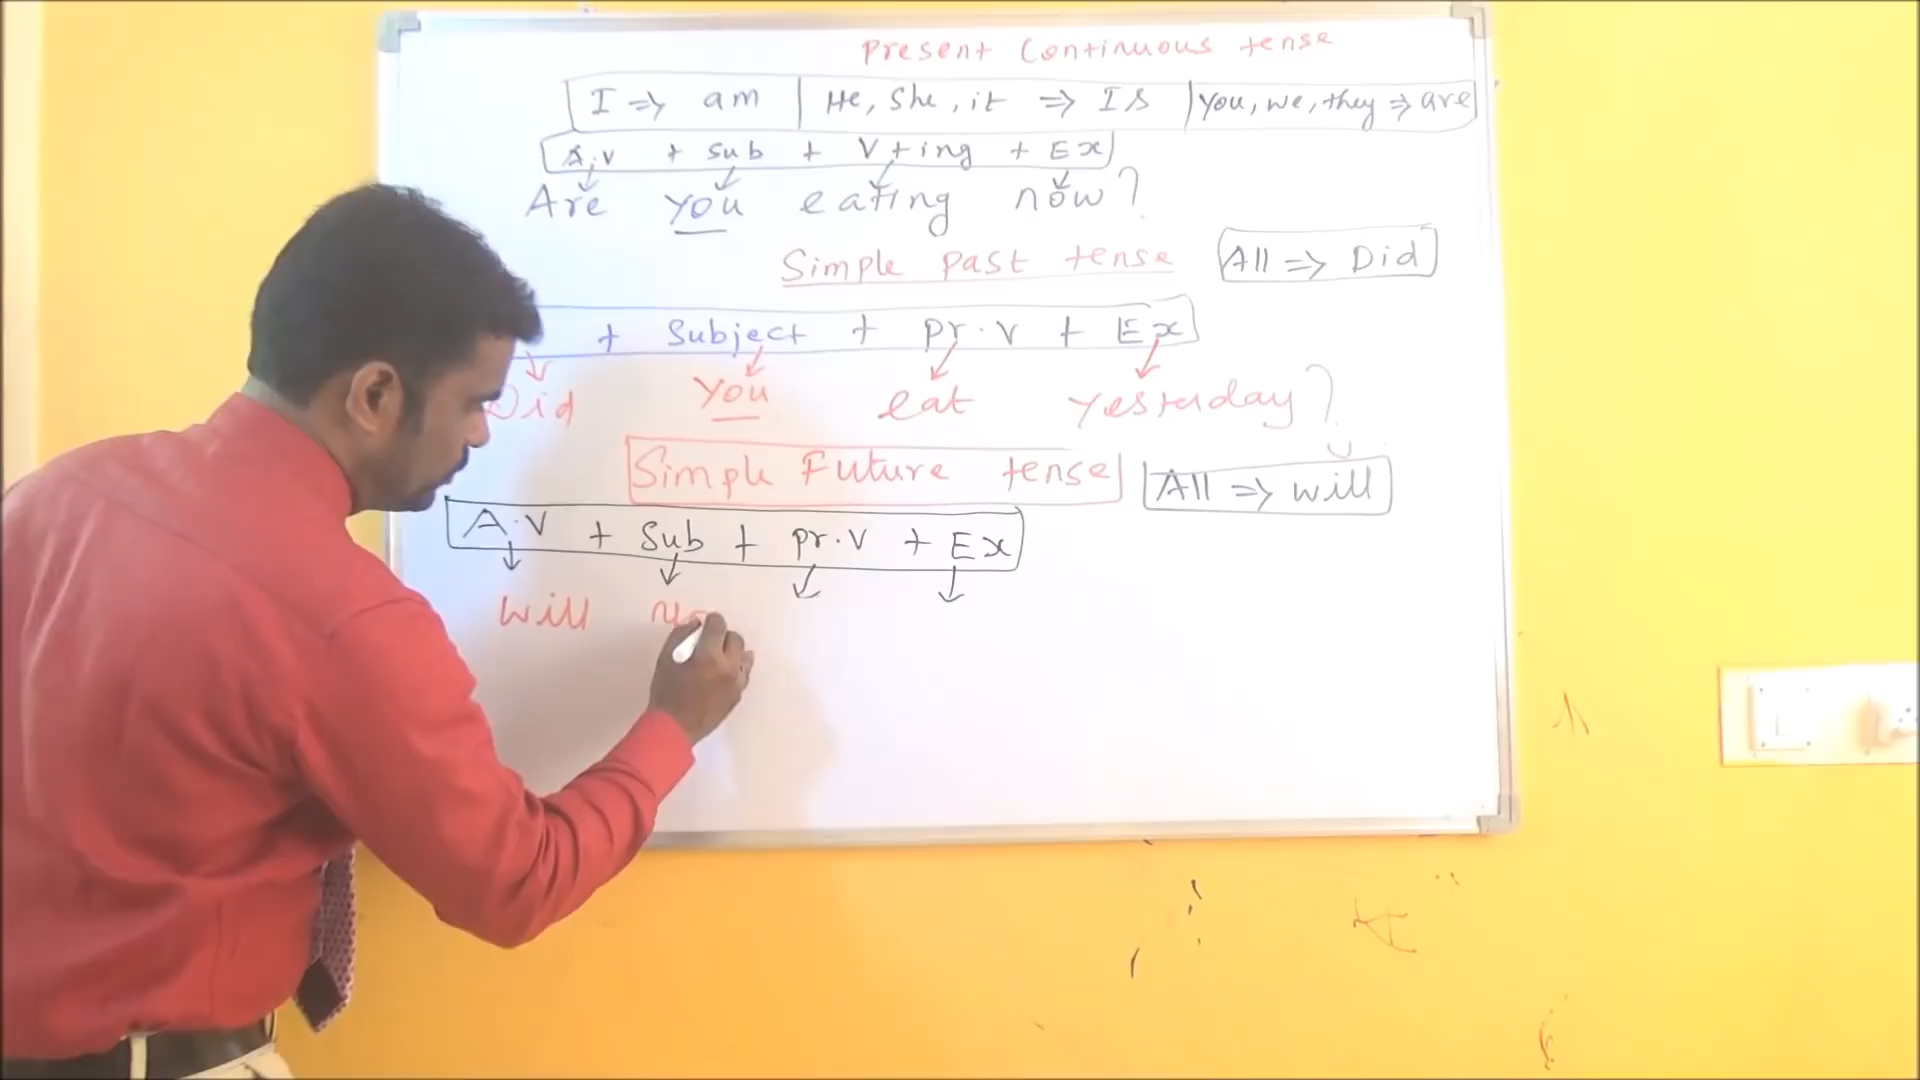 Present Continuous tense
I => am | He, She, it => Is | You, we, they => are
A.V + Sub + V+ing + Ex
Are you eating now?
Simple past tense All => Did
+ Subject + pr.V + Ex
Did You eat Yesterday?
Simple Future tense All => will
A.V + Sub + pr.V + Ex
Will